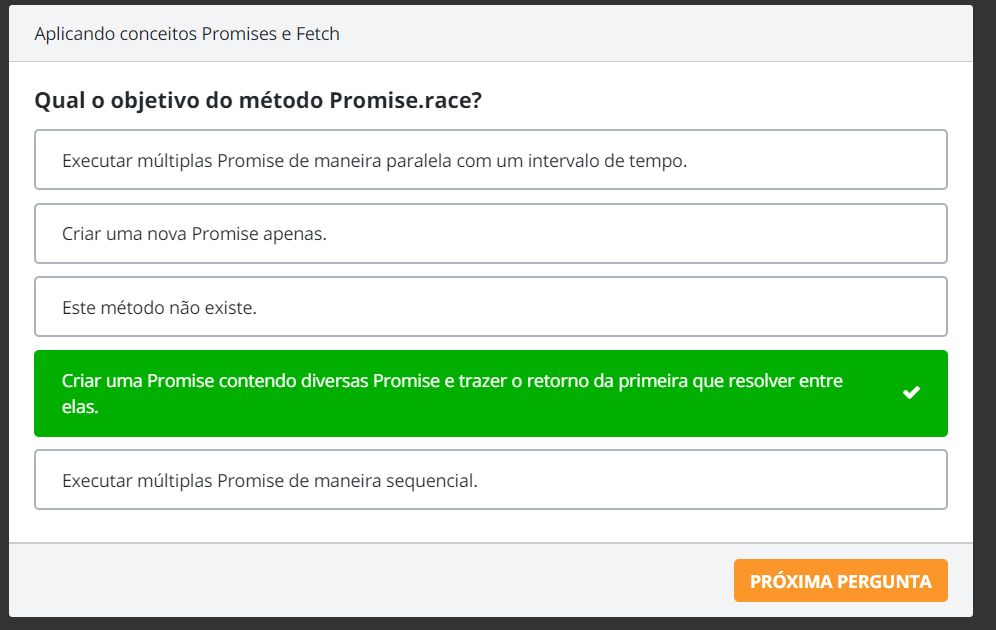 Aplicando conceitos Promises e Fetch
Qual o objetivo do método Promise.race?
Executar múltiplas Promise de maneira paralela com um intervalo de tempo.
Criar uma nova Promise apenas.
Este método não existe.
Criar uma Promise contendo diversas Promise e trazer o retorno da primeira que resolver entre
elas.
Executar múltiplas Promise de maneira sequencial.
PRÓXIMA PERGUNTA